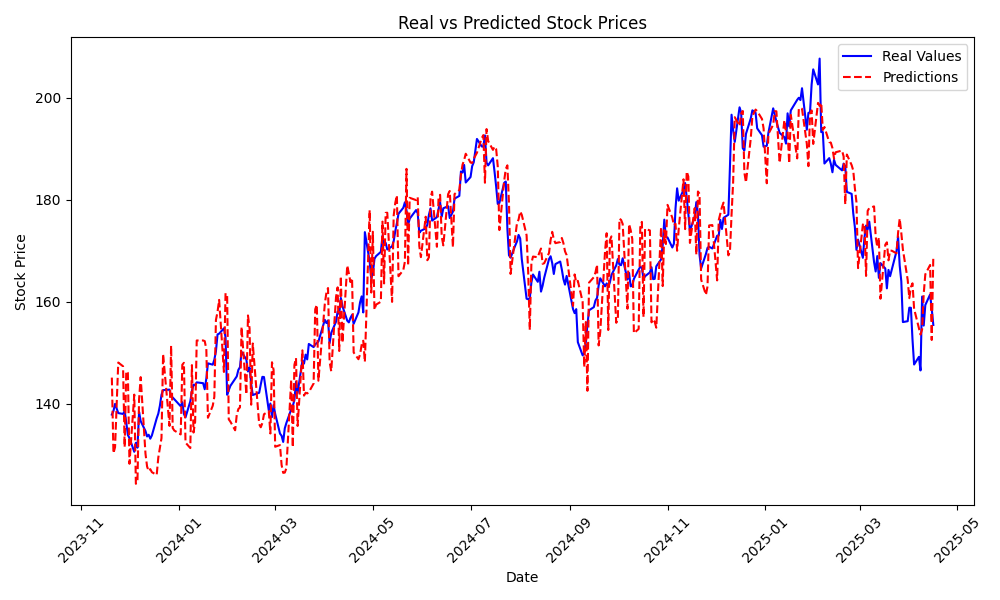 Real vs Predicted Stock Prices
Real Values
Predictions
Stock Price
200
180
160
140
2023-11
2024-01
2024-03
2024-05
2024-07
2024-09
2024-11
2025-01
2025-03
2025-05
Date